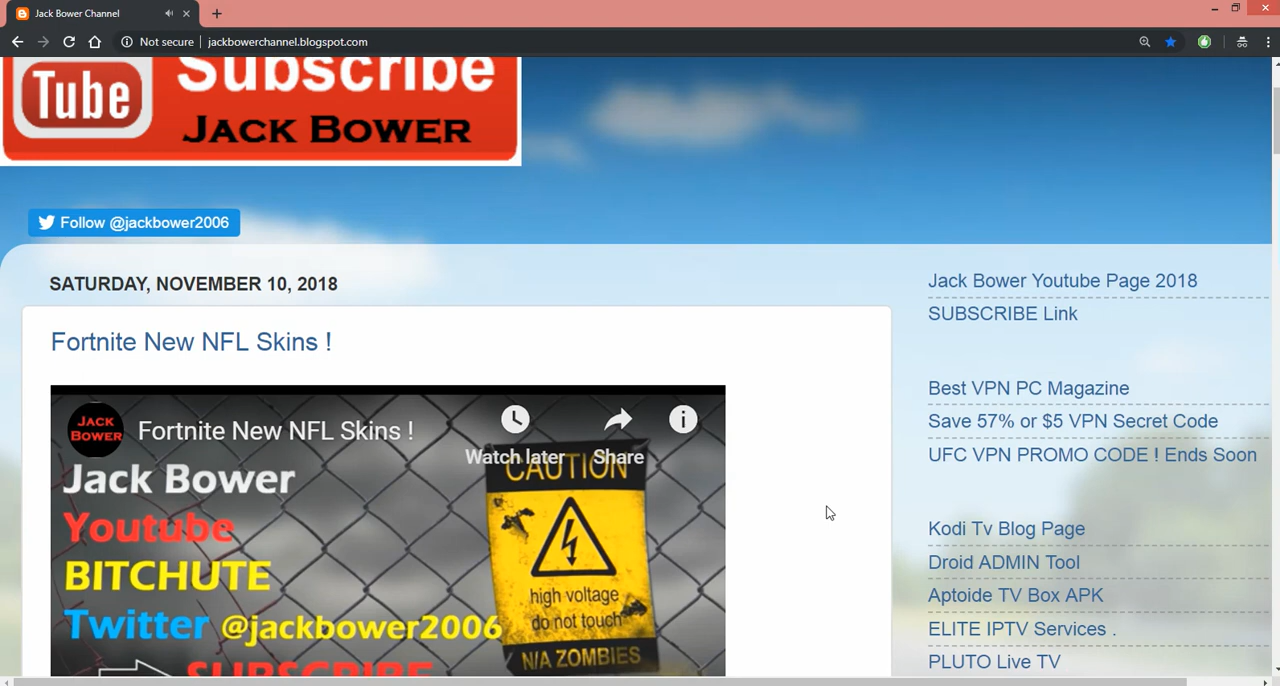 Jack Bower Channel
Not secure | jackbowerchannel.blogspot.com
Tube
Subscribe
JACK BOWER
Follow @jackbower2006
SATURDAY, NOVEMBER 10, 2018
Fortnite New NFL Skins !
JACK
BOWER
Fortnite New NFL Skins !
Watch later
Share
Jack Bower
Youtube
BITCHUTE
Twitter @jackbower2006
SUBSCRIBE
CAUTION
high voltage
do not touch
N/A ZOMBIES
Jack Bower Youtube Page 2018
SUBSCRIBE Link
Best VPN PC Magazine
Save 57% or $5 VPN Secret Code
UFC VPN PROMO CODE ! Ends Soon
Kodi Tv Blog Page
Droid ADMIN Tool
Aptoide TV Box APK
ELITE IPTV Services .
PLUTO Live TV